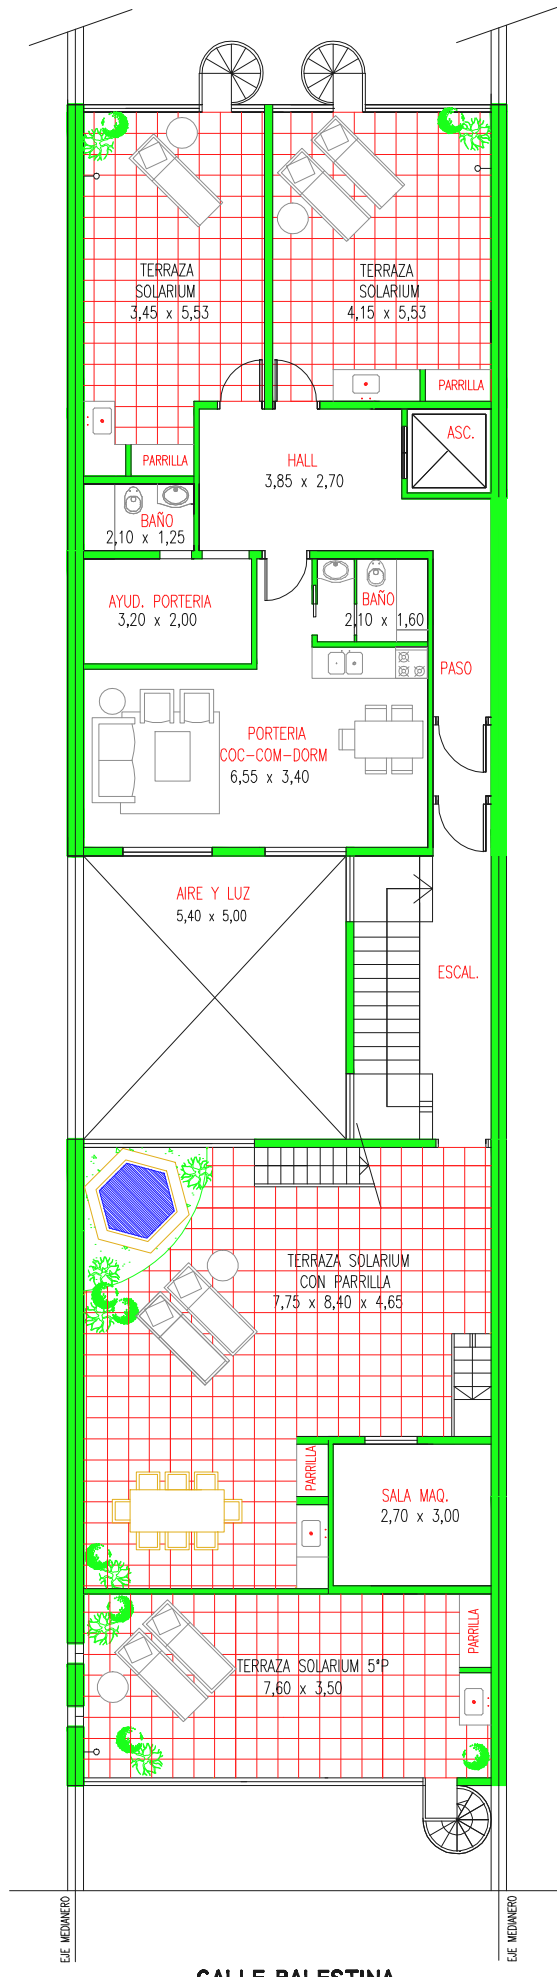 TERRAZA
SOLARIUM
3,45 x 5,53
TERRAZA
SOLARIUM
4,15 x 5,53
PARRILLA
ASC.
PARRILLA
HALL
3,85 x 2,70
BAÑO
2,10 x 1,25
AYUD. PORTERIA
3,20 x 2,00
BAÑO
2,10 x 1,60
PASO
PORTERIA
COC-COM-DORM
6,55 x 3,40
AIRE Y LUZ
5,40 x 5,00
ESCAL.
TERRAZA SOLARIUM
CON PARRILLA
7,75 x 8,40 x 4,65
PARRILLA
SALA MAQ.
2,70 x 3,00
PARRILLA
TERRAZA SOLARIUM 5°P
7,60 x 3,50
EJE MEDIANERO
EJE MEDIANERO
CALLE PALESTINA